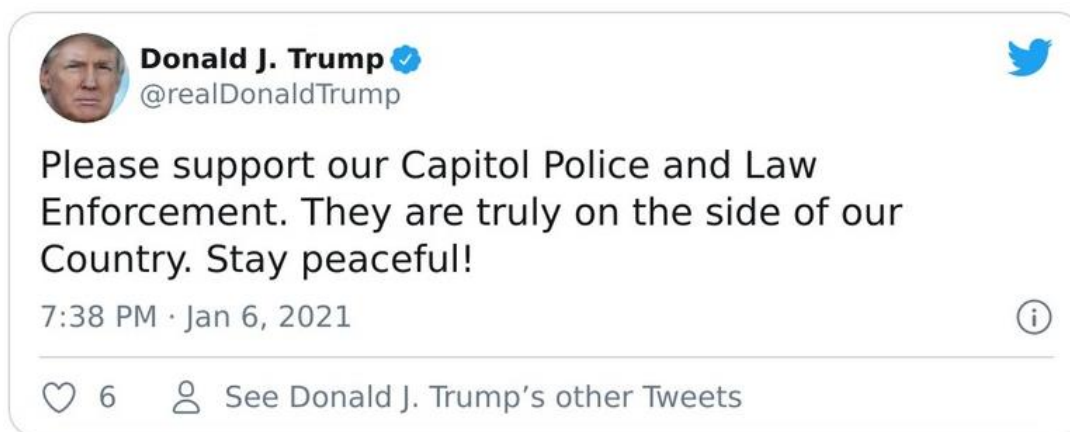 Donald J. Trump
@realDonaldTrump
Please support our Capitol Police and Law
Enforcement. They are truly on the side of our
Country. Stay peaceful!
7:38 PM · Jan 6, 2021
6 See Donald J. Trump’s other Tweets